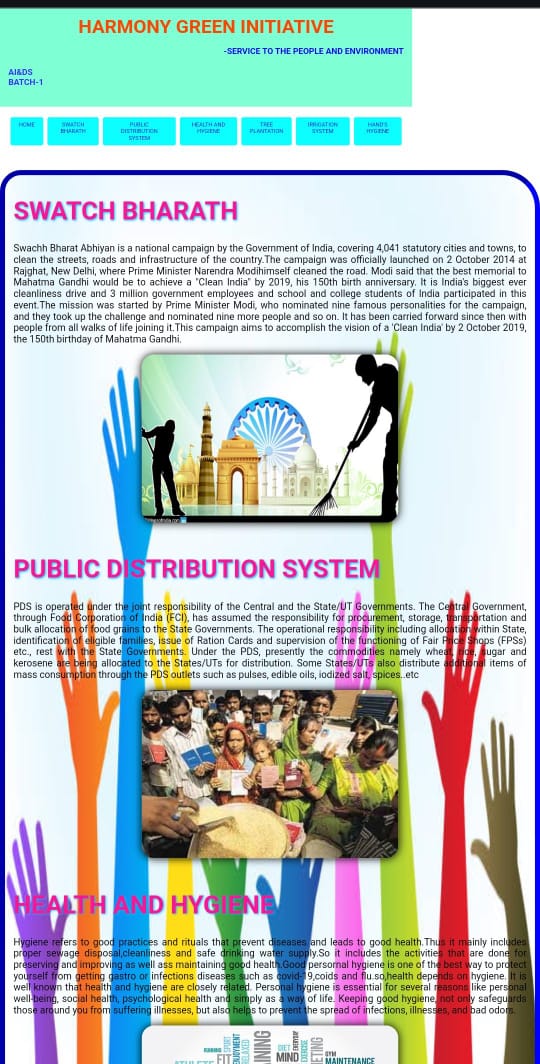 HARMONY GREEN INITIATIVE
-SERVICE TO THE PEOPLE AND ENVIRONMENT
AI&DS
BATCH-1
HOME
SWATCH
BHARATH
PUBLIC
DISTRIBUTION
SYSTEM
HEALTH AND
HYGIENE
TREE
PLANTATION
IRRIGATION
SYSTEM
HAND'S
HYGIENE
SWATCH BHARATH
Swachh Bharat Abhiyan is a national campaign by the Government of India, covering 4,041 statutory cities and towns, to
clean the streets, roads and infrastructure of the country.The campaign was officially launched on 2 October 2014 at
Rajghat, New Delhi, where Prime Minister Narendra Modihimself cleaned the road. Modi said that the best memorial to
Mahatma Gandhi would be to achieve a "Clean India" by 2019, his 150th birth anniversary. It is India's biggest ever
cleanliness drive and 3 million government employees and school and college students of India participated in this
event.The mission was started by Prime Minister Modi, who nominated nine famous personalities for the campaign,
and they took up the challenge and nominated nine more people and so on. It has been carried forward since then with
people from all walks of life joining it.This campaign aims to accomplish the vision of a 'Clean India' by 2 October 2019,
the 150th birthday of Mahatma Gandhi.
PUBLIC DISTRIBUTION SYSTEM
PDS is operated under the joint responsibility of the Central and the State/UT Governments. The Central Government,
through Food Corporation of India (FCI), has assumed the responsibility for procurement, storage, transportation and
bulk allocation of food grains to the State Governments. The operational responsibility including allocation within State,
identification of eligible families, issue of Ration Cards and supervision of the functioning of Fair Price Shops (FPSs)
etc., rest with the State Governments. Under the PDS, presently the commodities namely wheat, rice, sugar and
kerosene are being allocated to the States/UTs for distribution. Some States/UTs also distribute additional items of
mass consumption through the PDS outlets such as pulses, edible oils, iodized salt, spices..etc
HEALTH AND HYGIENE
Hygiene refers to good practices and rituals that prevent diseases and leads to good health.Thus it mainly includes
proper sewage disposal,cleanliness and safe drinking water supply.So it includes the activities that are done for
preserving and improving as well ass maintaining good health.Good persornal hygiene is one of the best way to protect
yourself from getting gastro or infections diseases such as covid-19,coids and flu.so,health depends on hygiene. It is
well known that health and hygiene are closely related. Personal hygiene is essential for several reasons like personal
well-being, social health, psychological health and simply as a way of life. Keeping good hygiene, not only safeguards
those around you from suffering illnesses, but also helps to prevent the spread of infections, illnesses, and bad odors.
RUNNING
SPORT
RELAXED
DIET
MIND
EXERCISE
GYM
MAINTENANCE